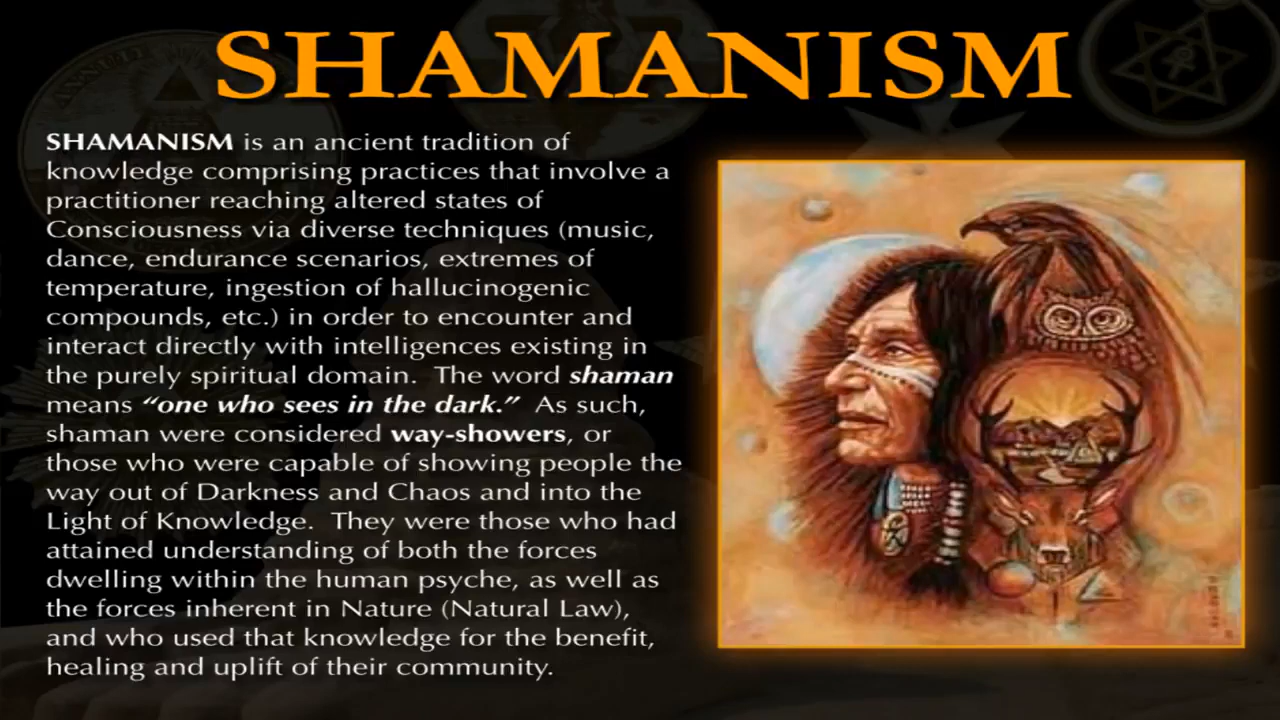 SHAMANISM
SHAMANISM is an ancient tradition of
knowledge comprising practices that involve a
practitioner reaching altered states of
Consciousness via diverse techniques (music,
dance, endurance scenarios, extremes of
temperature, ingestion of hallucinogenic
compounds, etc.) in order to encounter and
interact directly with intelligences existing in
the purely spiritual domain.  The word shaman
means “one who sees in the dark.”  As such,
shaman were considered way-showers, or
those who were capable of showing people the
way out of Darkness and Chaos and into the
Light of Knowledge.  They were those who had
attained understanding of both the forces
dwelling within the human psyche, as well as
the forces inherent in Nature (Natural Law),
and who used that knowledge for the benefit,
healing and uplift of their community.